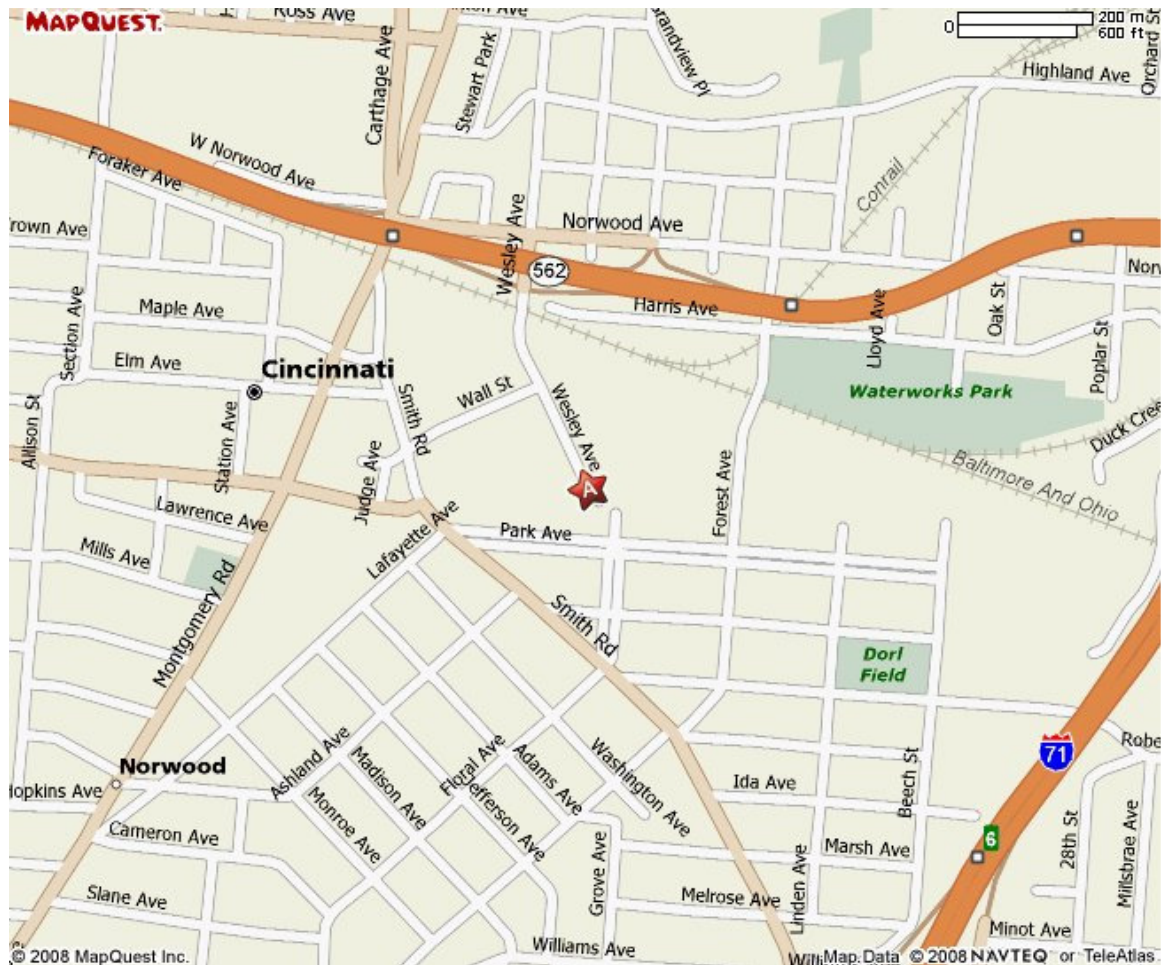 MAPQUEST.
Ross Ave
0
200 m
600 ft
Carthage Ave
Stewart Park
Grandview Pl
Highland Ave
Orchard St
W Norwood Ave
Foraker Ave
Conrail
Wesley Ave
Norwood Ave
562
Harris Ave
Lloyd Ave
Oak St
Poplar St
Section Ave
Maple Ave
Elm Ave
Cincinnati
Wall St
Wesley Ave
Waterworks Park
Allison St
Station Ave
Smith Rd
Judge Ave
A
Forest Ave
Baltimore And Ohio
Duck Cree
Lawrence Ave
Lafayette Ave
Park Ave
Mills Ave
Montgomery Rd
Smith Rd
Dorl
Field
71
Norwood
Ashland Ave
Madison Ave
Floral Ave
Adams Ave
Washington Ave
Ida Ave
Beech St
Robe
Hopkins Ave
Monroe Ave
Jefferson Ave
6
28th St
Millsbrae Ave
Cameron Ave
Grove Ave
Linden Ave
Marsh Ave
Slane Ave
Melrose Ave
Minot Ave
Williams Ave
© 2008 MapQuest Inc.
Map Data © 2008 NAVTEQ or TeleAtlas